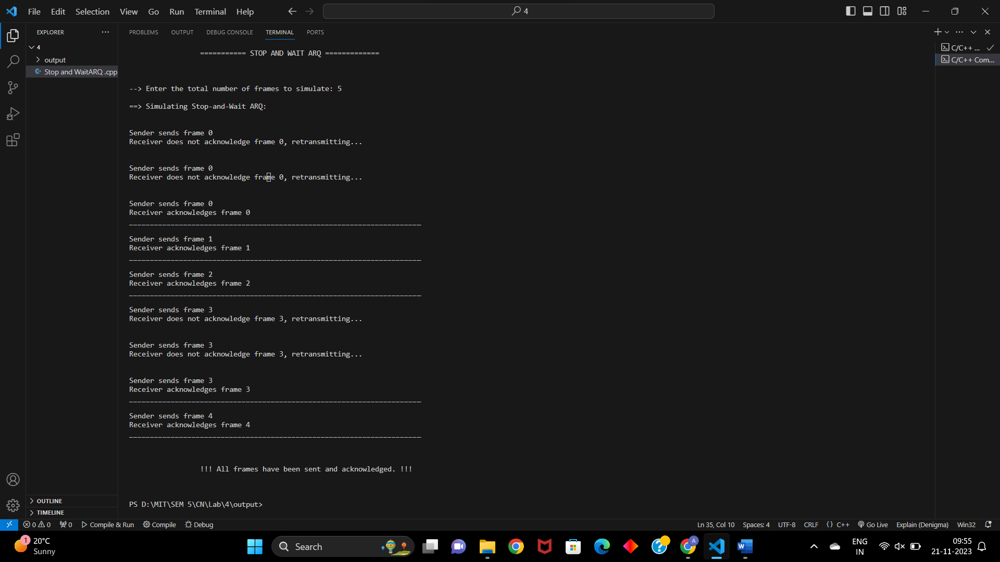 File Edit Selection View Go Run Terminal Help
4
EXPLORER
4
output
Stop and WaitARQ .cpp
PROBLEMS OUTPUT DEBUG CONSOLE TERMINAL PORTS
C/C++ ...
C/C++ Com...
=========== STOP AND WAIT ARQ =============
--> Enter the total number of frames to simulate: 5
==> Simulating Stop-and-Wait ARQ:
Sender sends frame 0
Receiver does not acknowledge frame 0, retransmitting...
Sender sends frame 0
Receiver does not acknowledge frame 0, retransmitting...
Sender sends frame 0
Receiver acknowledges frame 0
Sender sends frame 1
Receiver acknowledges frame 1
Sender sends frame 2
Receiver acknowledges frame 2
Sender sends frame 3
Receiver does not acknowledge frame 3, retransmitting...
Sender sends frame 3
Receiver does not acknowledge frame 3, retransmitting...
Sender sends frame 3
Receiver acknowledges frame 3
Sender sends frame 4
Receiver acknowledges frame 4
!!! All frames have been sent and acknowledged. !!!
PS D:\MIT\SEM 5\CN\Lab\4\output>
OUTLINE
TIMELINE
0 0 0 Compile & Run Compile Debug
Ln 35, Col 10 Spaces: 4 UTF-8 CRLF {} C++ Go Live Explain (Denigma) Win32
1
20°C
Sunny
Search
A
ENG
IN
09:55
21-11-2023